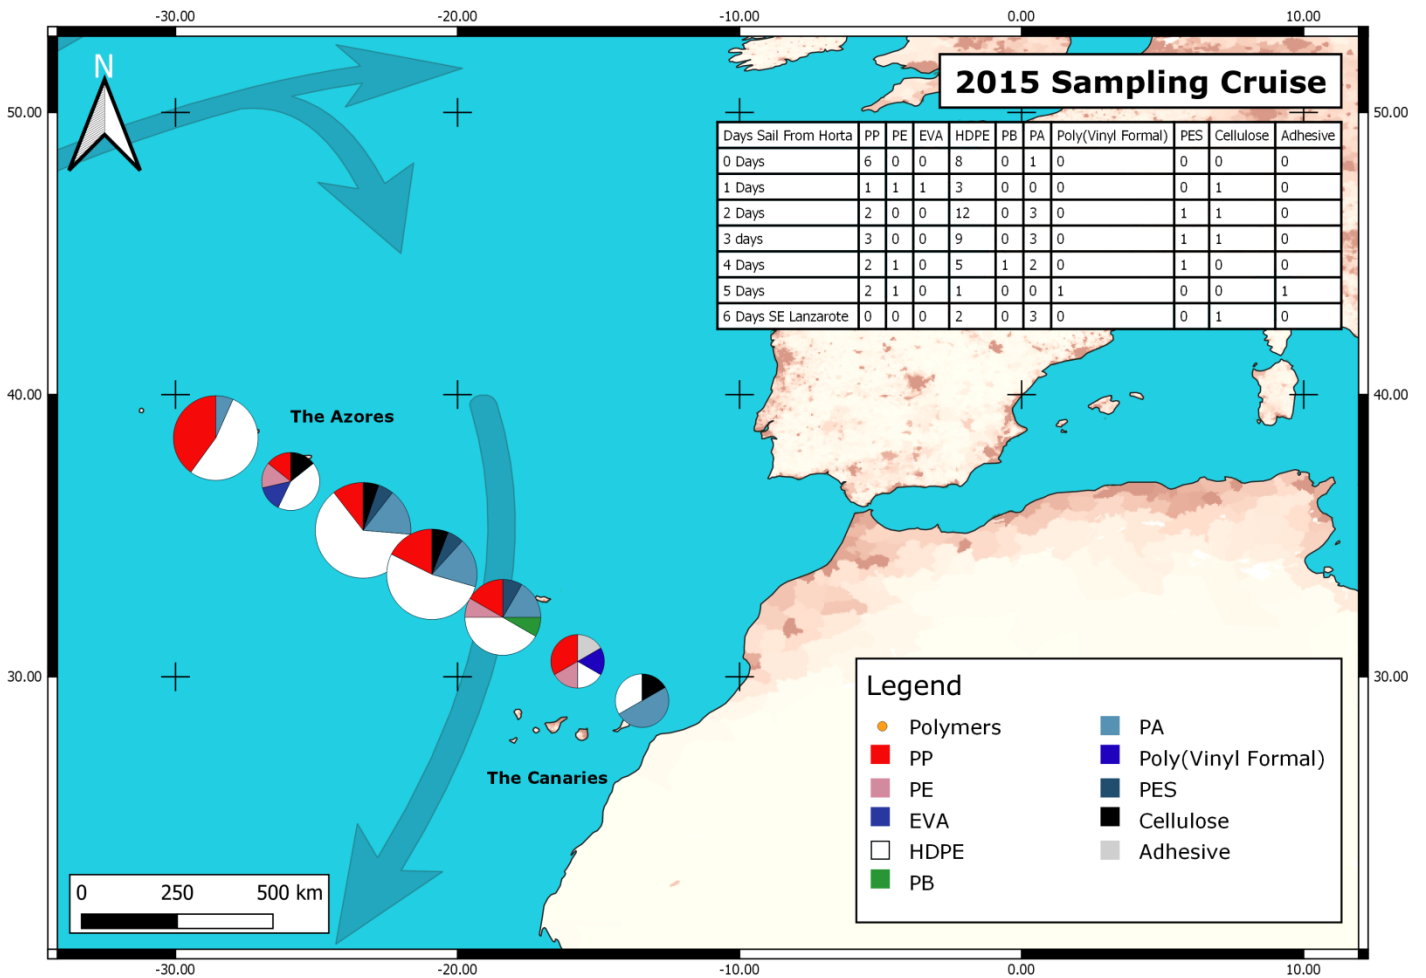 -30.00 -20.00 -10.00 0.00 10.00
N
2015 Sampling Cruise
50.00 50.00
Days Sail From Horta PP PE EVA HDPE PB PA Poly(Vinyl Formal) PES Cellulose Adhesive
0 Days 6 0 0 8 0 1 0 0 0 0
1 Days 1 1 1 3 0 0 0 0 1 0
2 Days 2 0 0 12 0 3 0 1 1 0
3 days 3 0 0 9 0 3 0 1 1 0
4 Days 2 1 0 5 1 2 0 1 0 0
5 Days 2 1 0 1 0 0 1 0 0 1
6 Days SE Lanzarote 0 0 0 2 0 3 0 0 1 0
40.00 40.00
The Azores
30.00 30.00
The Canaries
Legend
Polymers
PP
PE
EVA
HDPE
PB
PA
Poly(Vinyl Formal)
PES
Cellulose
Adhesive
0 250 500 km
-30.00 -20.00 -10.00 0.00 10.00